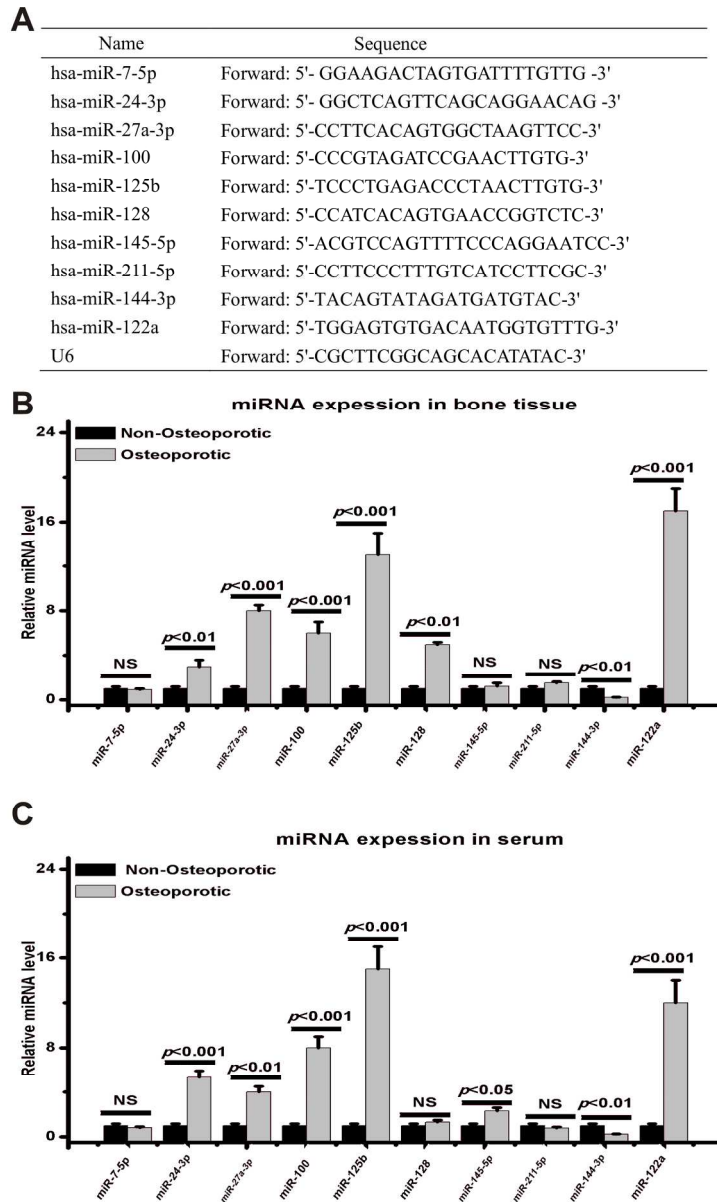 A
Name Sequence
hsa-miR-7-5p Forward: 5'- GGAAGACTAGTGATTTTGTTG -3'
hsa-miR-24-3p Forward: 5'- GGCTCAGTTCAGCAGGAACAG -3'
hsa-miR-27a-3p Forward: 5'-CCTTCACAGTGGCTAAGTTCC-3'
hsa-miR-100 Forward: 5'-CCCGTAGATCCGAACTTGTG-3'
hsa-miR-125b Forward: 5'-TCCCTGAGACCCTAACTTGTG-3'
hsa-miR-128 Forward: 5'-CCATCACAGTGAACCGGTCTC-3'
hsa-miR-145-5p Forward: 5'-ACGTCCAGTTTTCCCAGGAATCC-3'
hsa-miR-211-5p Forward: 5'-CCTTCCCTTTGTCATCCTTCGC-3'
hsa-miR-144-3p Forward: 5'-TACAGTATAGATGATGTAC-3'
hsa-miR-122a Forward: 5'-TGGAGTGTGACAATGGTGTTTG-3'
U6 Forward: 5'-CGCTTCGGCAGCACATATAC-3'
B
miRNA expession in bone tissue
Non-Osteoporotic
Osteoporotic
Relative miRNA level
24
16
8
0
NS
p<0.01
p<0.001
p<0.001
p<0.001
p<0.01
NS
NS
p<0.01
p<0.001
miR-7-5p
miR-24-3p
miR-27a-3p
miR-100
miR-125b
miR-128
miR-145-5p
miR-211-5p
miR-144-3p
miR-122a
C
miRNA expession in serum
Non-Osteoporotic
Osteoporotic
Relative miRNA level
24
16
8
0
NS
p<0.001
p<0.01
p<0.001
p<0.001
NS
p<0.05
NS
p<0.01
p<0.001
miR-7-5p
miR-24-3p
miR-27a-3p
miR-100
miR-125b
miR-128
miR-145-5p
miR-211-5p
miR-144-3p
miR-122a